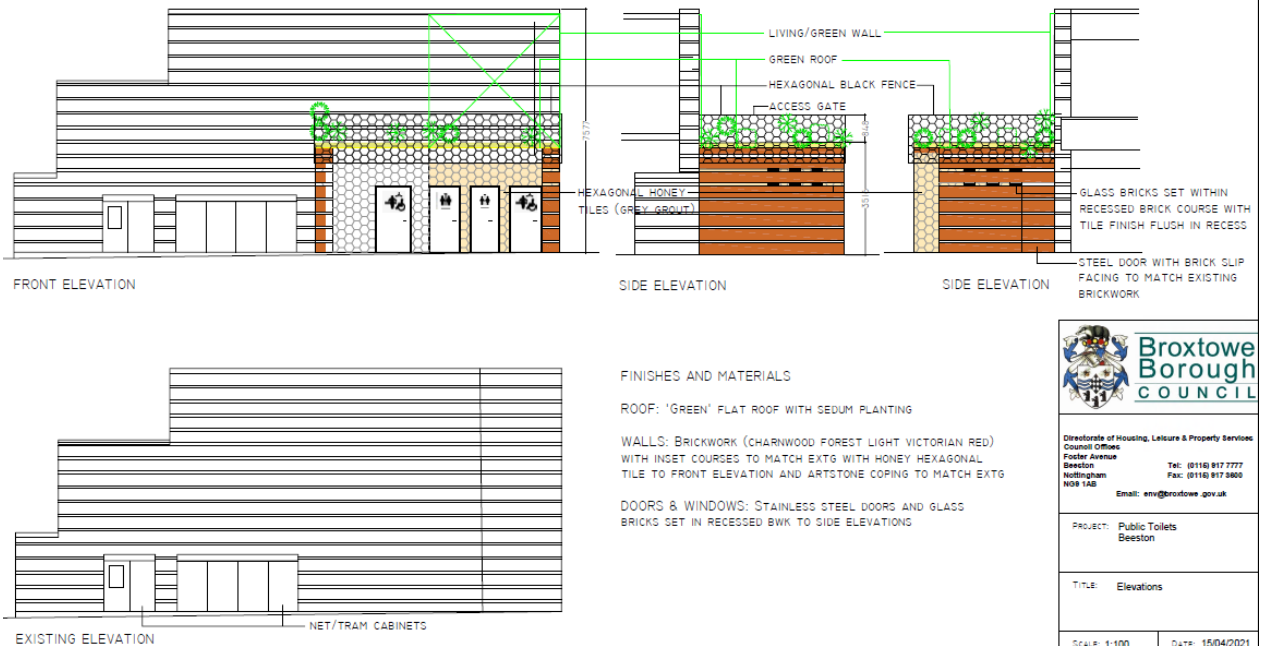 LIVING/GREEN WALL
GREEN ROOF
HEXAGONAL BLACK FENCE
ACCESS GATE
7577
848
HEXAGONAL HONEY
TILES (GREY GROUT)
GLASS BRICKS SET WITHIN
RECESSED BRICK COURSE WITH
TILE FINISH FLUSH IN RECESS
STEEL DOOR WITH BRICK SLIP
FACING TO MATCH EXISTING
BRICKWORK
FRONT ELEVATION
SIDE ELEVATION
SIDE ELEVATION
FINISHES AND MATERIALS
ROOF: 'GREEN' FLAT ROOF WITH SEDUM PLANTING
WALLS: BRICKWORK (CHARNWOOD FOREST LIGHT VICTORIAN RED)
WITH INSET COURSES TO MATCH EXTG WITH HONEY HEXAGONAL
TILE TO FRONT ELEVATION AND ARTSTONE COPING TO MATCH EXTG
DOORS & WINDOWS: STAINLESS STEEL DOORS AND GLASS
BRICKS SET IN RECESSED BWK TO SIDE ELEVATIONS
NET/TRAM CABINETS
EXISTING ELEVATION
Broxtowe
Borough
COUNCIL
Directorate of Housing, Leisure & Property Services
Council Offices
Foster Avenue
Beeston Tel: (0115) 917 7777
Nottingham Fax: (0115) 917 3600
NG9 1AB
Email: env@broxtowe .gov.uk
PROJECT: Public Toilets
Beeston
TITLE: Elevations
SCALE: 1:100 DATE: 15/04/2021